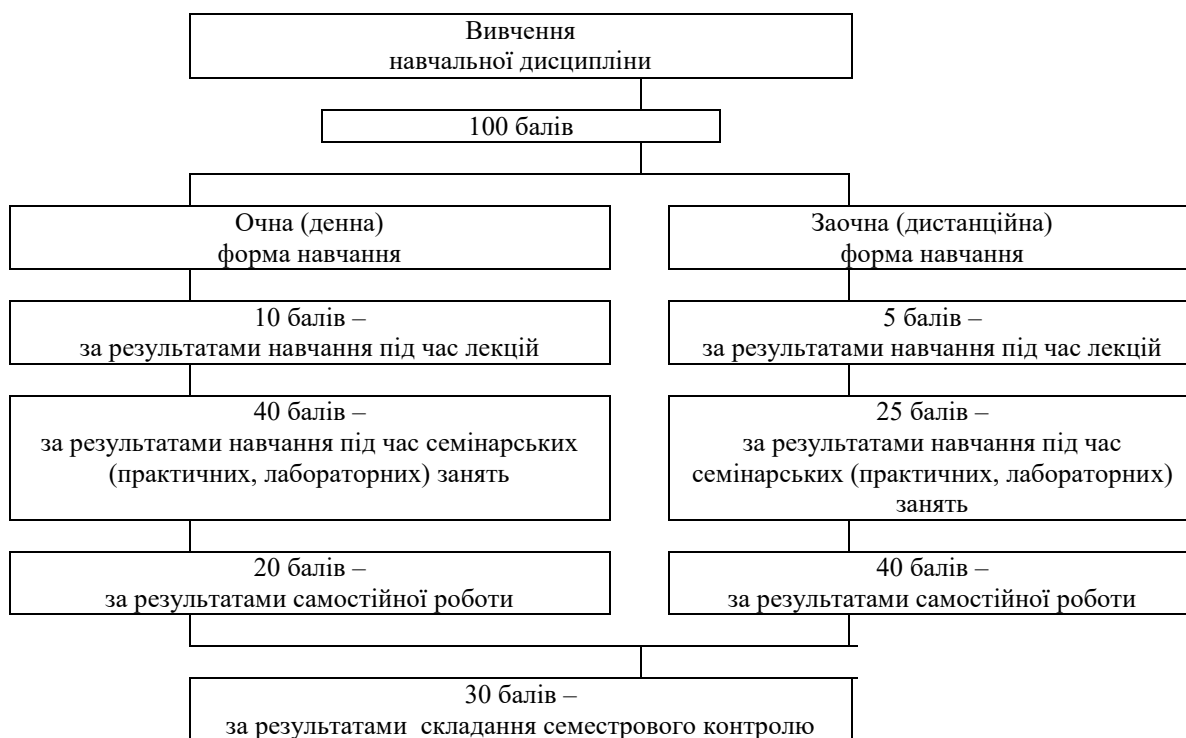 Вивчення
навчальної дисципліни
100 балів
Очна (денна)
форма навчання
Заочна (дистанційна)
форма навчання
10 балів –
за результатами навчання під час лекцій
5 балів –
за результатами навчання під час лекцій
40 балів –
за результатами навчання під час семінарських
(практичних, лабораторних) занять
25 балів –
за результатами навчання під час
семінарських (практичних, лабораторних)
занять
20 балів –
за результатами самостійної роботи
40 балів –
за результатами самостійної роботи
30 балів –
за результатами складання семестрового контролю